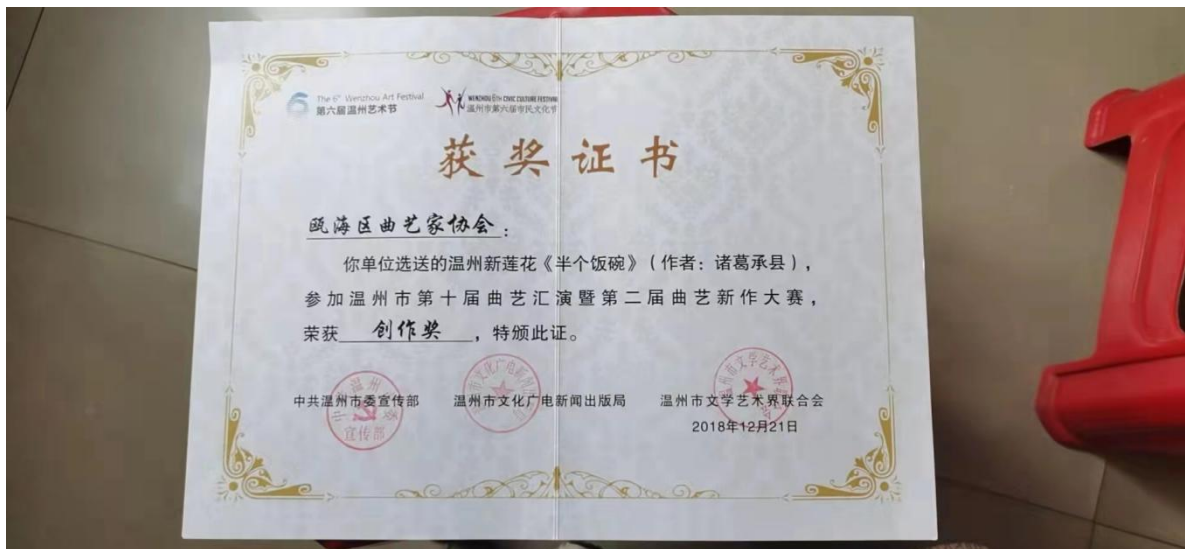 The 6th Wenzhou Art Festival
第六届温州艺术节
WENZHOU 6TH CIVIC CULTURE FESTIVAL
温州市第六届市民文化节
获奖证书
瓯海区曲艺家协会：
你单位选送的温州新莲花《半个饭碗》（作者：诸葛承县），
参加温州市第十届曲艺汇演暨第二届曲艺新作大赛，
荣获 创作奖 ，特颁此证。
中共温州市委宣传部 温州市文化广电新闻出版局 温州市文学艺术界联合会
2018年12月21日